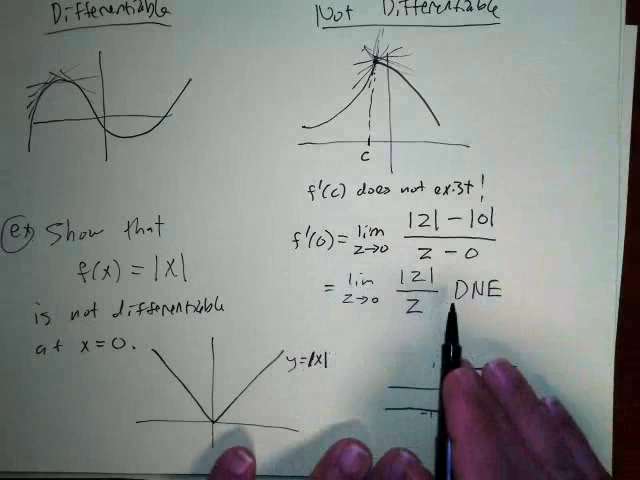 Differentiable
Not Differentiable
c
f'(c) does not exist!
(ex) Show that
f(x) = |x|
is not differentiable
at x=0.
f'(0) = lim z→0 |z| - |0| / z - 0
= lim z→0 |z| / z DNE
y=|x|